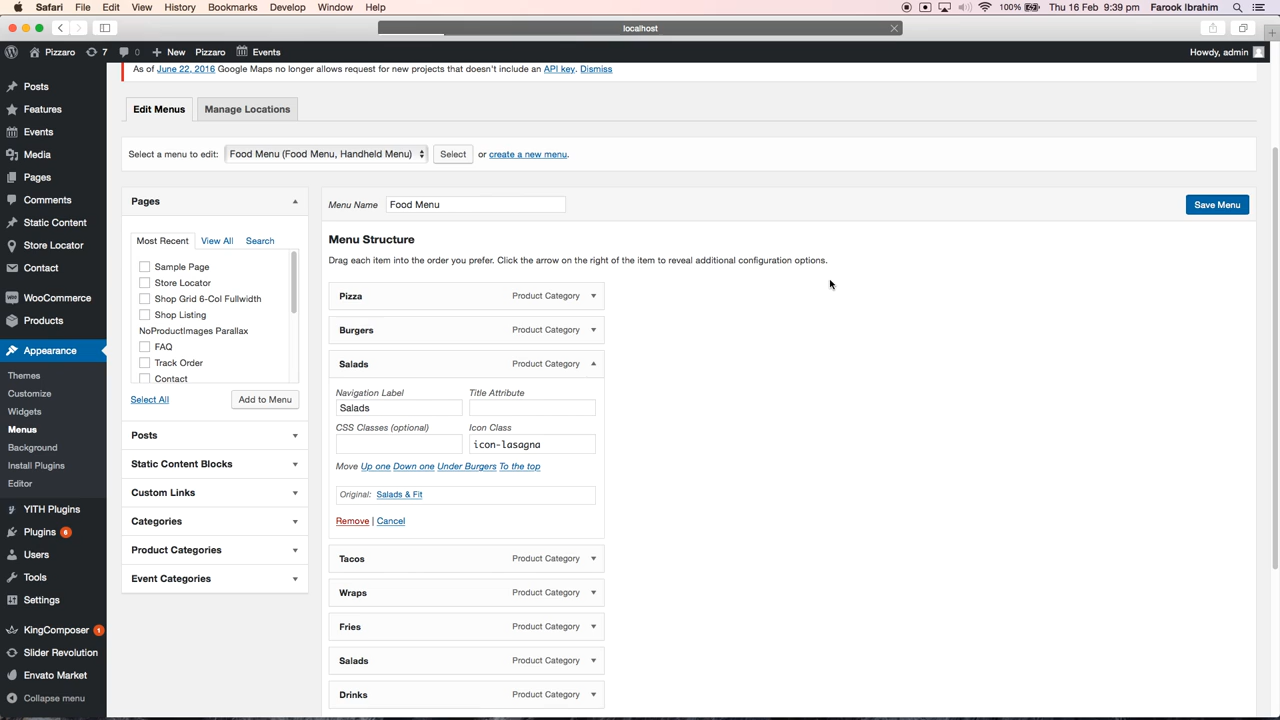 Safari File Edit View History Bookmarks Develop Window Help 100% Thu 16 Feb 9:39 pm Farook Ibrahim
localhost
Pizzaro 7 0 New Pizzaro Events Howdy, admin
As of June 22, 2016 Google Maps no longer allows request for new projects that doesn't include an API key. Dismiss
Posts
Features
Events
Media
Pages
Comments
Static Content
Store Locator
Contact
WooCommerce
Products
Appearance
Themes
Customize
Widgets
Menus
Background
Install Plugins
Editor
YITH Plugins
Plugins 6
Users
Tools
Settings
KingComposer 1
Slider Revolution
Envato Market
Collapse menu
Edit Menus Manage Locations
Select a menu to edit: Food Menu (Food Menu, Handheld Menu) Select or create a new menu.
Pages
Most Recent View All Search
Sample Page
Store Locator
Shop Grid 6-Col Fullwidth
Shop Listing
NoProductImages Parallax
FAQ
Track Order
Contact
Select All Add to Menu
Posts
Static Content Blocks
Custom Links
Categories
Product Categories
Event Categories
Menu Name Food Menu Save Menu
Menu Structure
Drag each item into the order you prefer. Click the arrow on the right of the item to reveal additional configuration options.
Pizza Product Category
Burgers Product Category
Salads Product Category
Navigation Label Title Attribute
Salads
CSS Classes (optional) Icon Class
icon-lasagna
Move Up one Down one Under Burgers To the top
Original: Salads & Fit
Remove | Cancel
Tacos Product Category
Wraps Product Category
Fries Product Category
Salads Product Category
Drinks Product Category